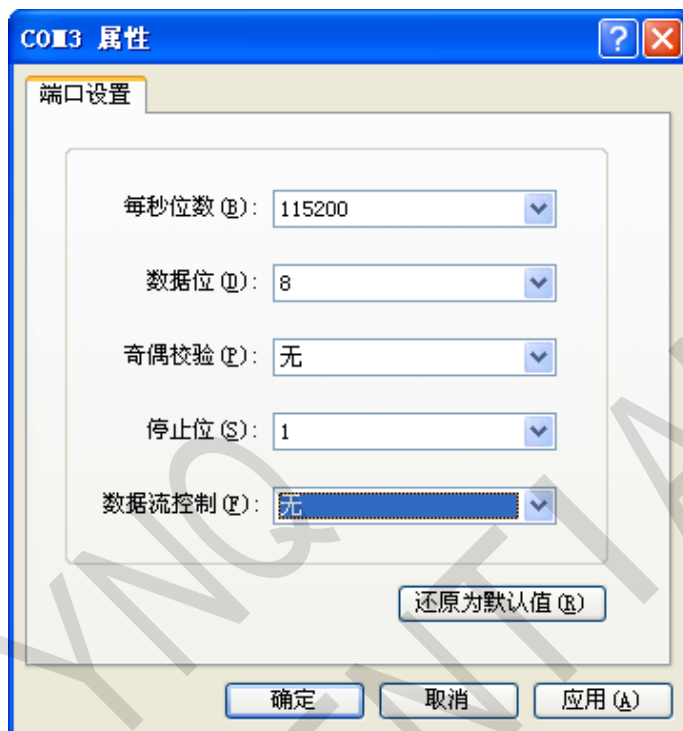 COM3 属性
端口设置
每秒位数(B): 115200
数据位(D): 8
奇偶校验(P): 无
停止位(S): 1
数据流控制(F): 无
还原为默认值(R)
确定 取消 应用(A)